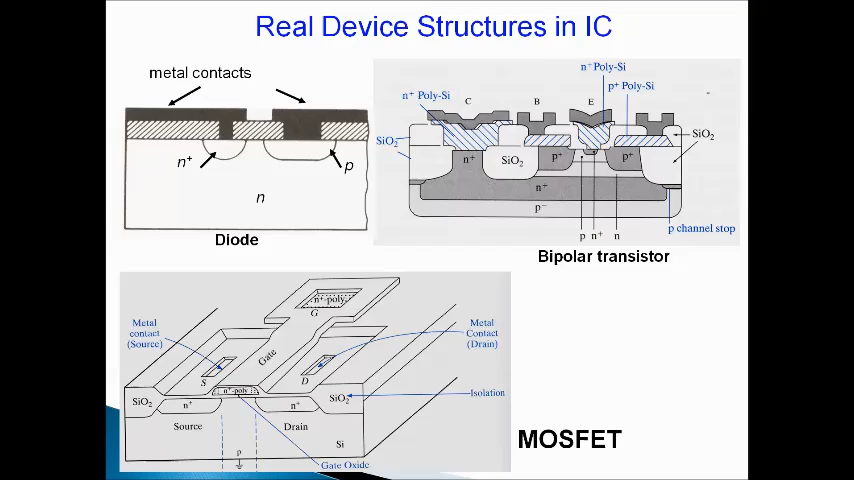 Real Device Structures in IC
metal contacts
n+
p
n
Diode
n+ Poly-Si
p+ Poly-Si
n+ Poly-Si
C
B
E
SiO2
SiO2
n+
SiO2
p+
p+
n+
p−
p n+ n
p channel stop
Bipolar transistor
n+-poly
G
Metal
contact
(Source)
Metal
Contact
(Drain)
Gate
S
D
n+-poly
SiO2
n+
n+
SiO2
Isolation
Source
Drain
p
Si
Gate Oxide
MOSFET